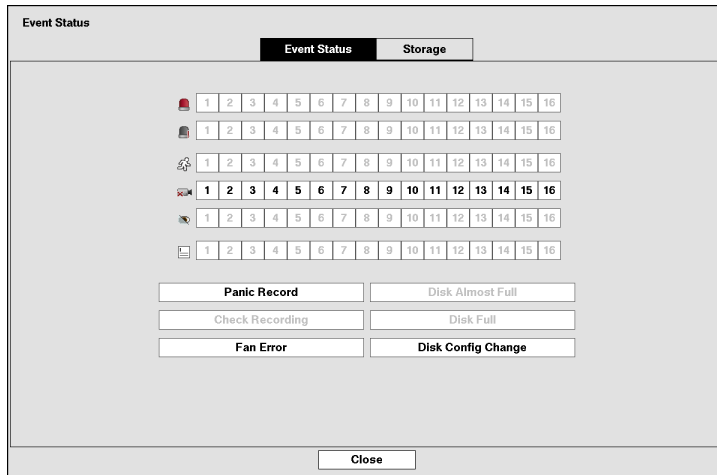 Event Status
Event Status Storage
1 2 3 4 5 6 7 8 9 10 11 12 13 14 15 16
1 2 3 4 5 6 7 8 9 10 11 12 13 14 15 16
1 2 3 4 5 6 7 8 9 10 11 12 13 14 15 16
1 2 3 4 5 6 7 8 9 10 11 12 13 14 15 16
1 2 3 4 5 6 7 8 9 10 11 12 13 14 15 16
1 2 3 4 5 6 7 8 9 10 11 12 13 14 15 16
Panic Record Disk Almost Full
Check Recording Disk Full
Fan Error Disk Config Change
Close